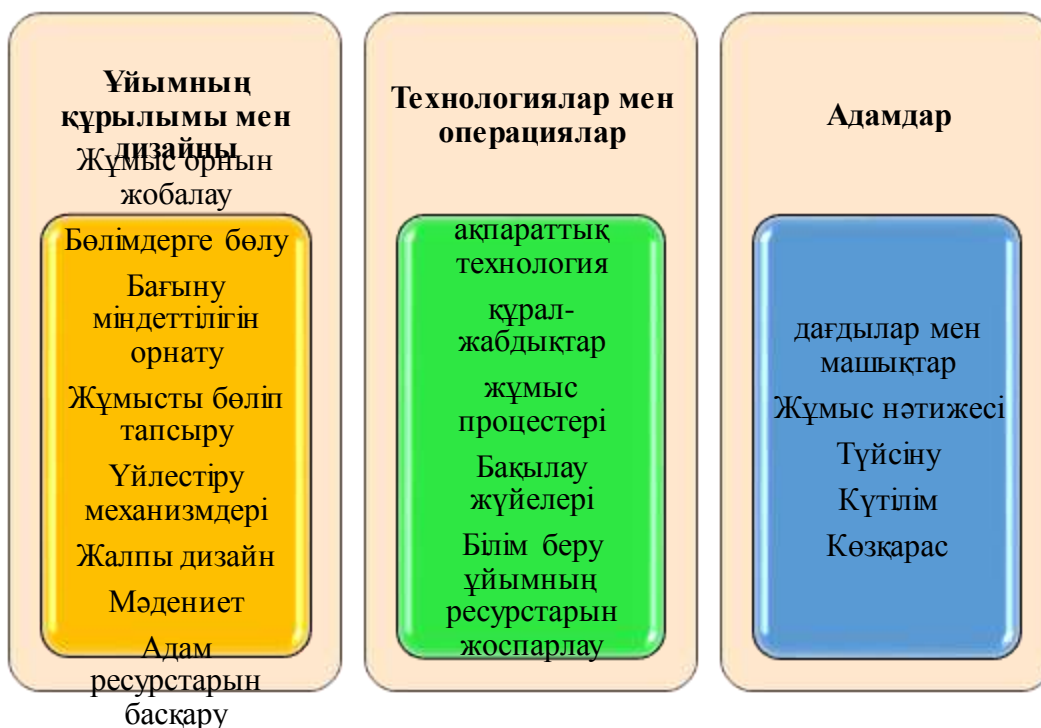 Ұйымның
құрылымы мен
дизайны
Жұмыс орнын
жобалау
Бөлімдерге бөлу
Бағыну
міндеттілігін
орнату
Жұмысты бөліп
тапсыру
Үйлестіру
механизмдері
Жалпы дизайн
Мәдениет
Адам
ресурстарын
басқару
Технологиялар мен
операциялар
ақпараттық
технология
құрал-
жабдықтар
жұмыс
процестері
Бақылау
жүйелері
Білім беру
ұйымның
ресурстарын
жоспарлау
Адамдар
дағдылар мен
машықтар
Жұмыс нәтижесі
Түйсіну
Күтілім
Көзқарас